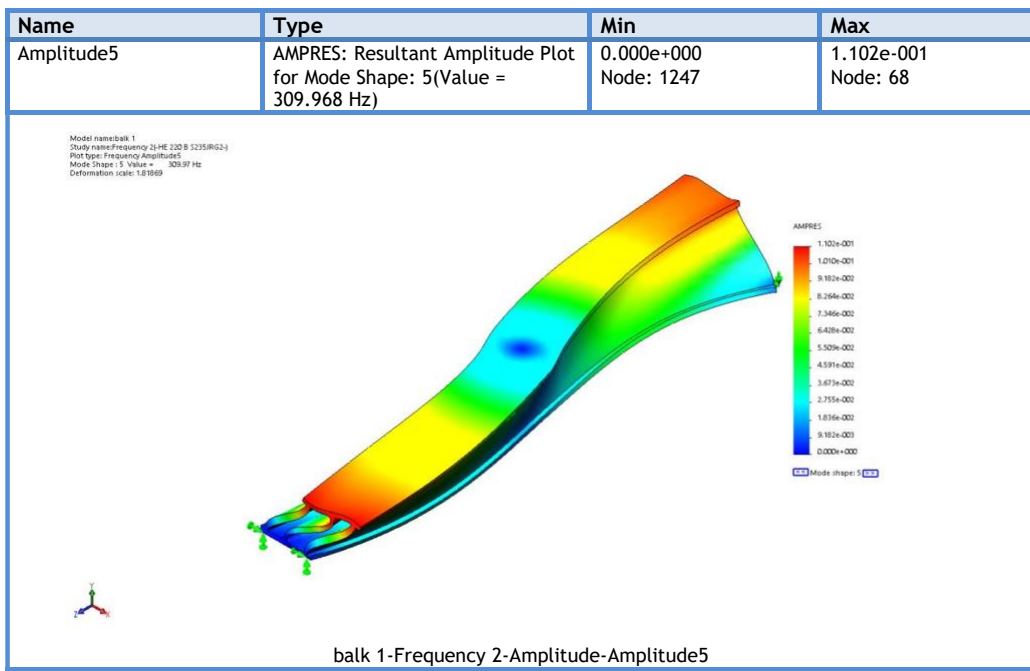 Name Type Min Max
Amplitude5 AMPRES: Resultant Amplitude Plot 0.000e+000 1.102e-001
for Mode Shape: 5(Value = Node: 1247 Node: 68
309.968 Hz)
Model name:balk 1
Study name:Frequency 2(-HE 220 B S235JRG2-)
Plot type: Frequency Amplitude5
Mode Shape : 5 Value = 309.97 Hz
Deformation scale: 1.81869
AMPRES
1.102e-001
1.010e-001
9.182e-002
8.264e-002
7.346e-002
6.428e-002
5.509e-002
4.591e-002
3.673e-002
2.755e-002
1.836e-002
9.182e-003
0.000e+000
Mode shape: 5
Y
Z X
balk 1-Frequency 2-Amplitude-Amplitude5